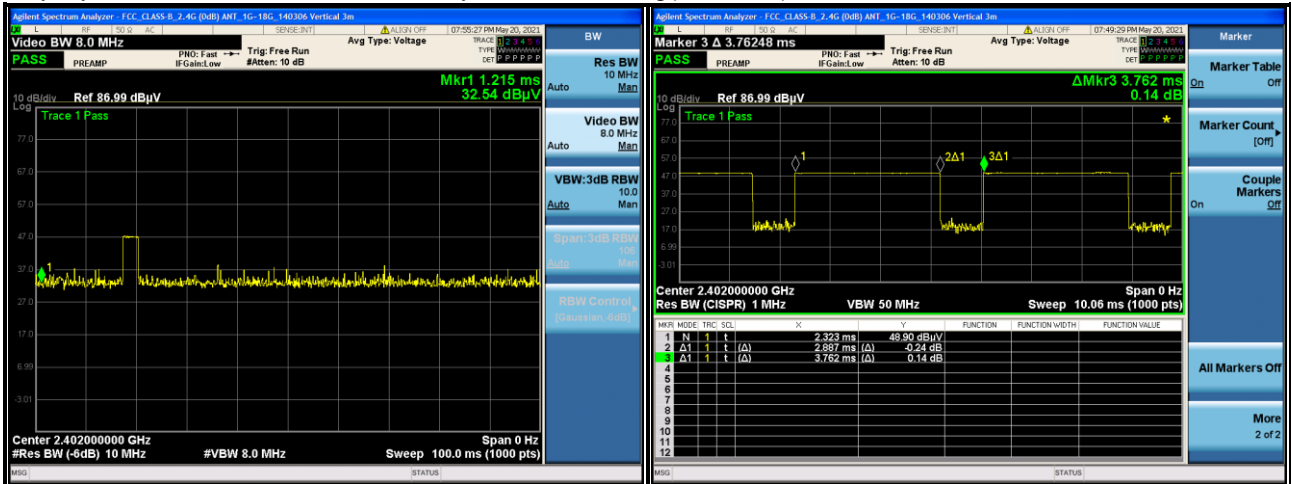 Agilent Spectrum Analyzer - FCC_CLASS-B_2.4G (0dB) ANT_1G-18G_140306 Vertical 3m
L RF 50 Ω AC SENSE:INT ALIGN OFF 07:55:27 PM May 20, 2021
Video BW 8.0 MHz
PNO: Fast
IFGain:Low
Trig: Free Run
#Atten: 10 dB
Avg Type: Voltage
TRACE 1 2 3 4 5 6
TYPE
DET P P P P P P
PASS PREAMP
Mkr1 1.215 ms
32.54 dBµV
10 dB/div Ref 86.99 dBµV
Log
Trace 1 Pass
77.0
67.0
57.0
47.0
37.0
27.0
17.0
6.99
-3.01
1
Center 2.402000000 GHz Span 0 Hz
#Res BW (-6dB) 10 MHz #VBW 8.0 MHz Sweep 100.0 ms (1000 pts)
MSG STATUS
BW
Res BW
10 MHz
Auto Man
Video BW
8.0 MHz
Auto Man
VBW:3dB RBW
10.0
Auto Man
Span:3dB RBW
106
Auto Man
RBW Control
[Gaussian,-6dB]
Agilent Spectrum Analyzer - FCC_CLASS-B_2.4G (0dB) ANT_1G-18G_140306 Vertical 3m
L RF 50 Ω AC SENSE:INT ALIGN OFF 07:49:29 PM May 20, 2021
Marker 3 Δ 3.76248 ms
PNO: Fast
IFGain:Low
Trig: Free Run
Atten: 10 dB
Avg Type: Voltage
TRACE 1 2 3 4 5 6
TYPE
DET P P P P P P
PASS PREAMP
ΔMkr3 3.762 ms
0.14 dB
10 dB/div Ref 86.99 dBµV
Log
Trace 1 Pass
77.0
67.0
57.0
47.0
37.0
27.0
17.0
6.99
-3.01
1 2Δ1 3Δ1
Center 2.402000000 GHz Span 0 Hz
Res BW (CISPR) 1 MHz VBW 50 MHz Sweep 10.06 ms (1000 pts)
MKR MODE TRC SCL X Y FUNCTION FUNCTION WIDTH FUNCTION VALUE
1 N 1 t 2.323 ms 48.90 dBµV
2 Δ1 1 t (Δ) 2.887 ms (Δ) -0.24 dB
3 Δ1 1 t (Δ) 3.762 ms (Δ) 0.14 dB
4
5
6
7
8
9
10
11
12
MSG STATUS
Marker
Marker Table
On Off
Marker Count
[Off]
Couple
Markers
On Off
All Markers Off
More
2 of 2